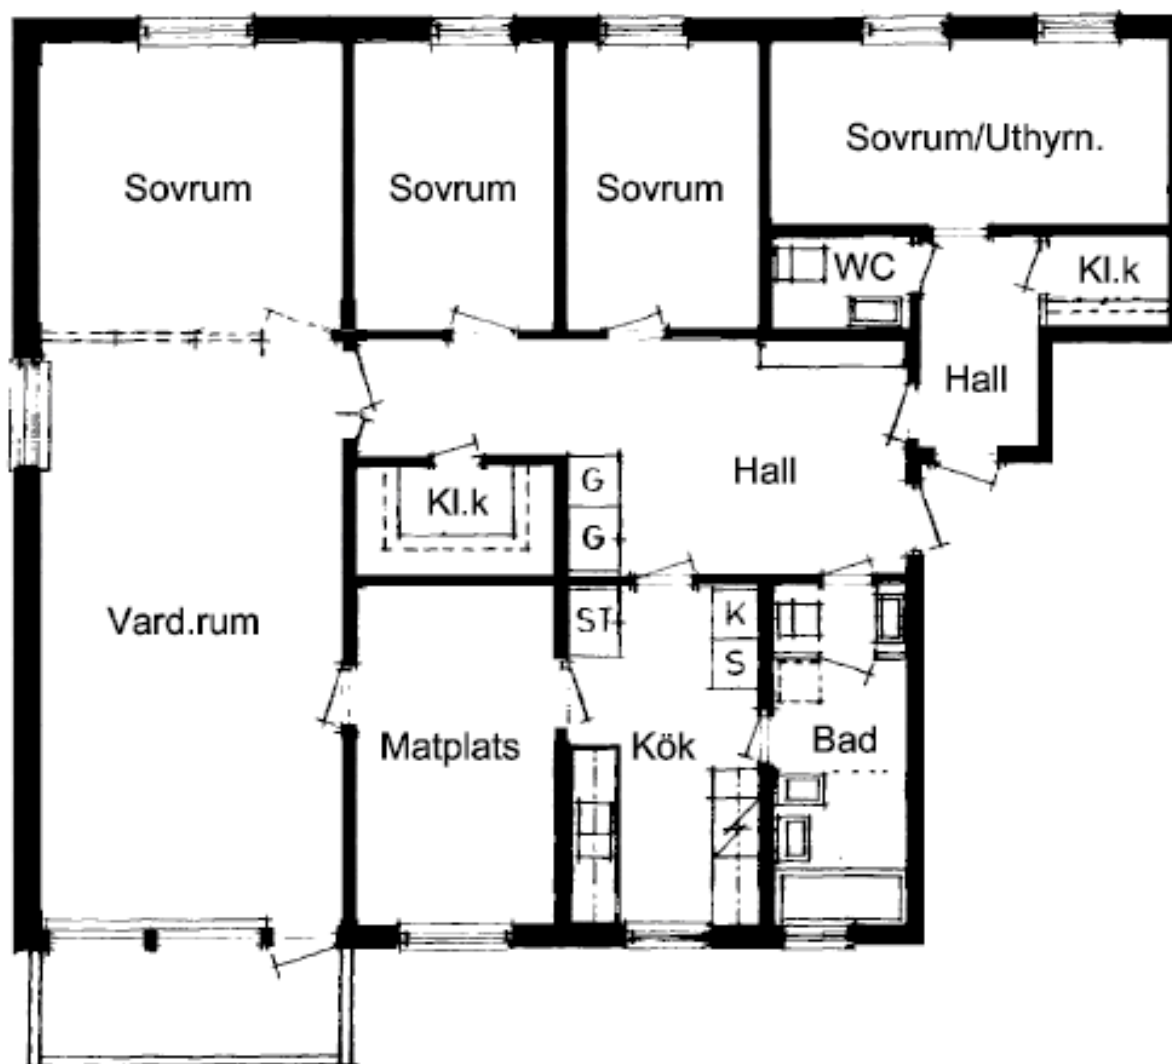 Sovrum/Uthyrn.
Sovrum
Sovrum
Sovrum
WC
Kl.k
Hall
G
Hall
Kl.k
G
Vard.rum
ST
K
S
Matplats
Kök
Bad